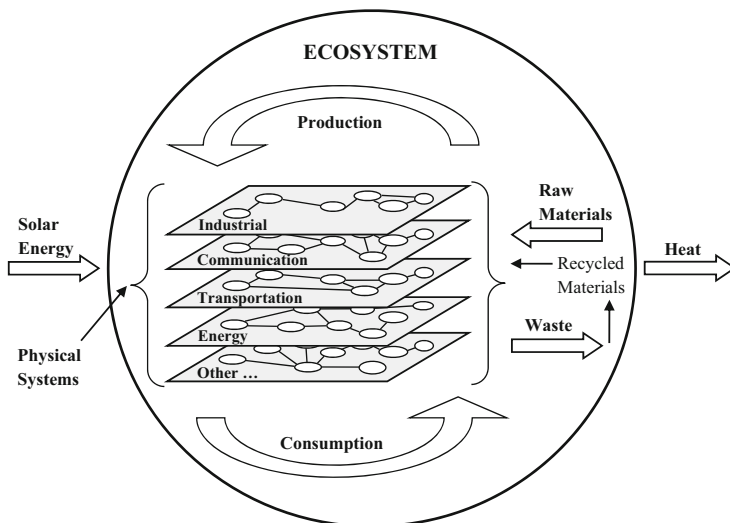 ECOSYSTEM
Production
Solar
Energy
Industrial
Communication
Transportation
Energy
Other ...
Raw
Materials
Recycled
Materials
Heat
Waste
Physical
Systems
Consumption